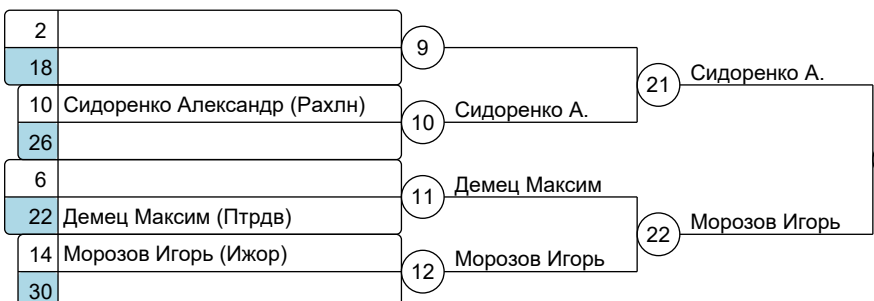 2
9
18
21 Сидоренко А.
10 Сидоренко Александр (Рахлн)
10 Сидоренко А.
26
6
11 Демец Максим
22 Демец Максим (Птрдв)
22 Морозов Игорь
14 Морозов Игорь (Ижор)
12 Морозов Игорь
30